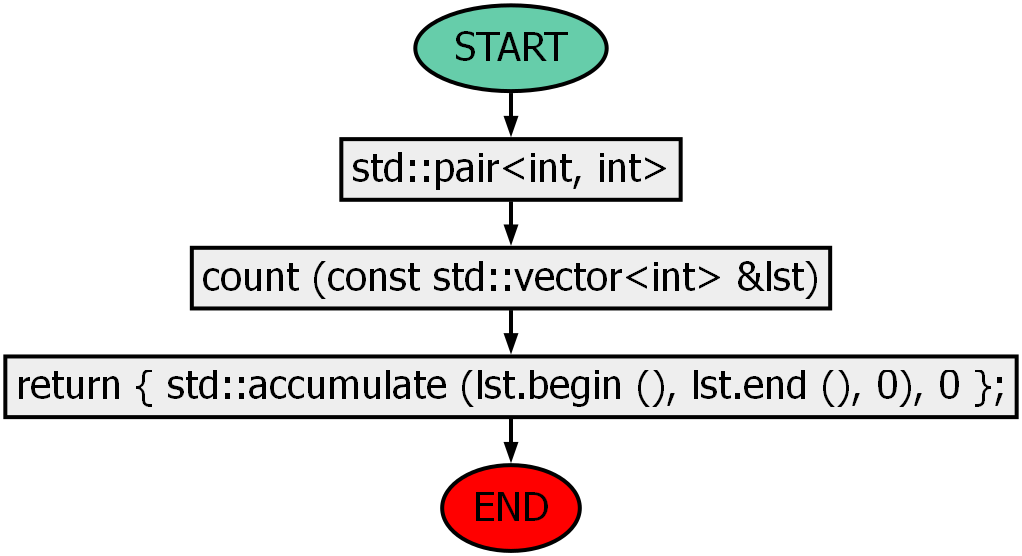 START
std::pair<int, int>
count (const std::vector<int> &lst)
return { std::accumulate (lst.begin (), lst.end (), 0), 0 };
END